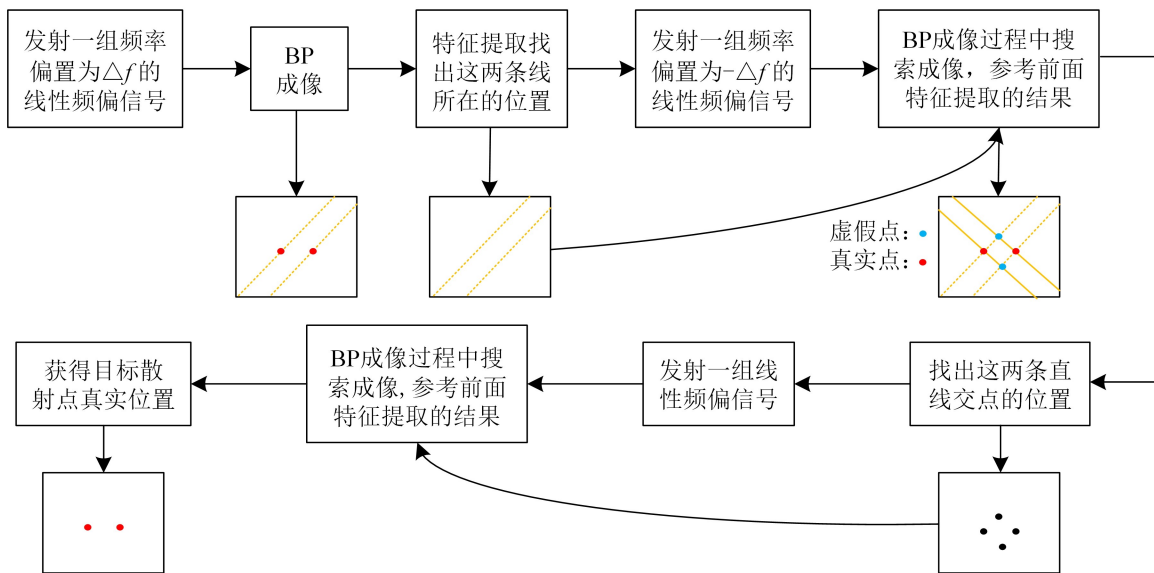 发射一组频率
偏置为△f的
线性频偏信号
BP
成像
特征提取找
出这两条线
所在的位置
发射一组频率
偏置为-△f的
线性频偏信号
BP成像过程中搜
索成像，参考前面
特征提取的结果
虚假点：
真实点：
获得目标散
射点真实位置
BP成像过程中搜
索成像,参考前面
特征提取的结果
发射一组线
性频偏信号
找出这两条直
线交点的位置